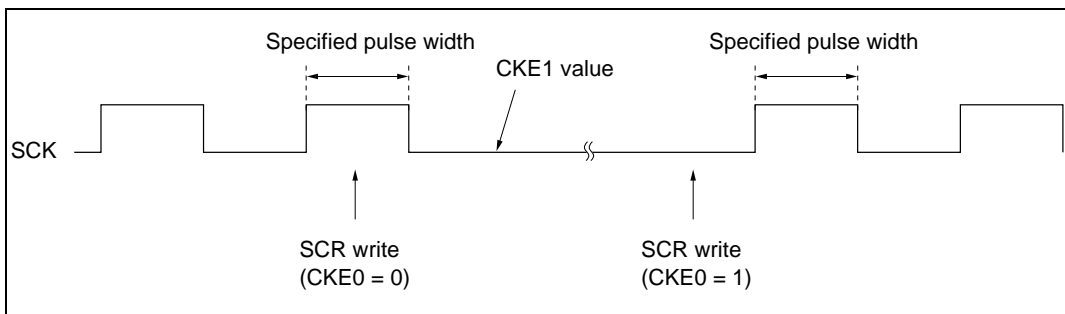 Specified pulse width
Specified pulse width
CKE1 value
SCK
SCR write
(CKE0 = 0)
SCR write
(CKE0 = 1)